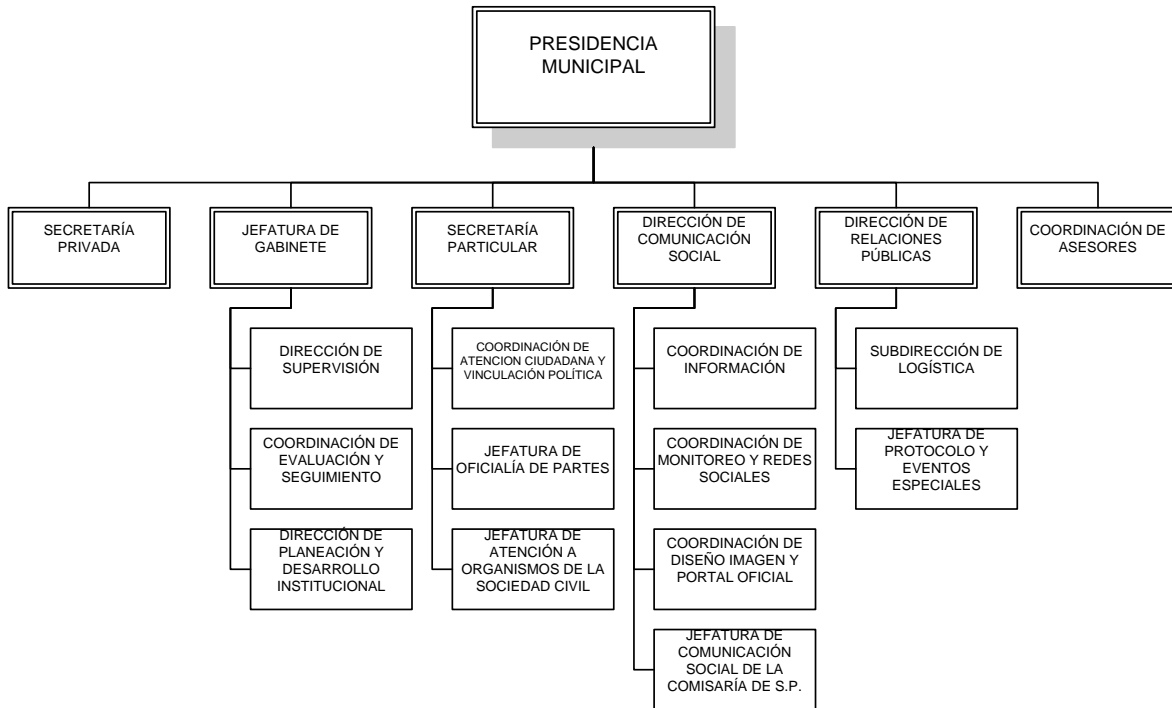 PRESIDENCIA
MUNICIPAL
SECRETARÍA
PRIVADA
JEFATURA DE
GABINETE
SECRETARÍA
PARTICULAR
DIRECCIÓN DE
COMUNICACIÓN
SOCIAL
DIRECCIÓN DE
RELACIONES
PÚBLICAS
COORDINACIÓN DE
ASESORES
DIRECCIÓN DE
SUPERVISIÓN
COORDINACIÓN DE
EVALUACIÓN Y
SEGUIMIENTO
DIRECCIÓN DE
PLANEACIÓN Y
DESARROLLO
INSTITUCIONAL
COORDINACIÓN DE
ATENCION CIUDADANA Y
VINCULACIÓN POLÍTICA
JEFATURA DE
OFICIALÍA DE PARTES
JEFATURA DE
ATENCIÓN A
ORGANISMOS DE LA
SOCIEDAD CIVIL
COORDINACIÓN DE
INFORMACIÓN
COORDINACIÓN DE
MONITOREO Y REDES
SOCIALES
COORDINACIÓN DE
DISEÑO IMAGEN Y
PORTAL OFICIAL
JEFATURA DE
COMUNICACIÓN
SOCIAL DE LA
COMISARÍA DE S.P.
SUBDIRECCIÓN DE
LOGÍSTICA
JEFATURA DE
PROTOCOLO Y
EVENTOS
ESPECIALES